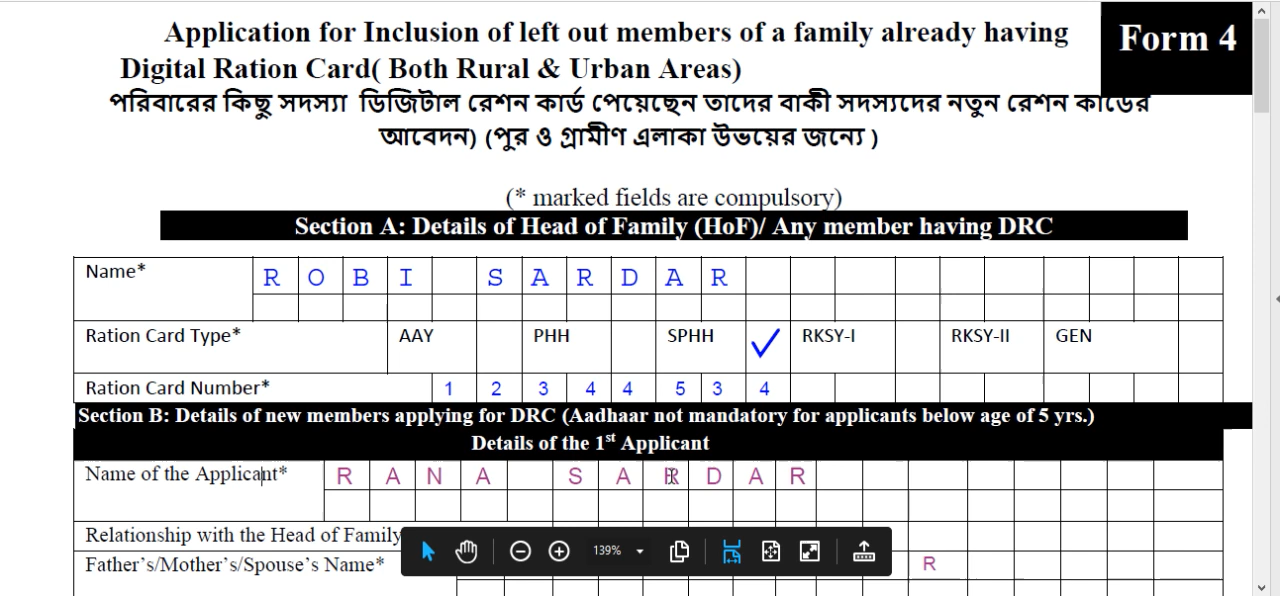 Application for Inclusion of left out members of a family already having
Form 4
Digital Ration Card( Both Rural & Urban Areas)
পরিবারের কিছু সদস্যা ডিজিটাল রেশন কার্ড পেয়েছেন তাদের বাকী সদস্যদের নতুন রেশন কার্ডের
আবেদন) (পুর ও গ্রামীণ এলাকা উভয়ের জন্যে )
(* marked fields are compulsory)
Section A: Details of Head of Family (HoF)/ Any member having DRC
Name* R O B I S A R D A R
Ration Card Type* AAY PHH SPHH ✓ RKSY-I RKSY-II GEN
Ration Card Number* 1 2 3 4 4 5 3 4
Section B: Details of new members applying for DRC (Aadhaar not mandatory for applicants below age of 5 yrs.)
Details of the 1st Applicant
Name of the Applicant* R A N A S A R D A R
Relationship with the Head of Family
139%
Father's/Mother's/Spouse's Name* R